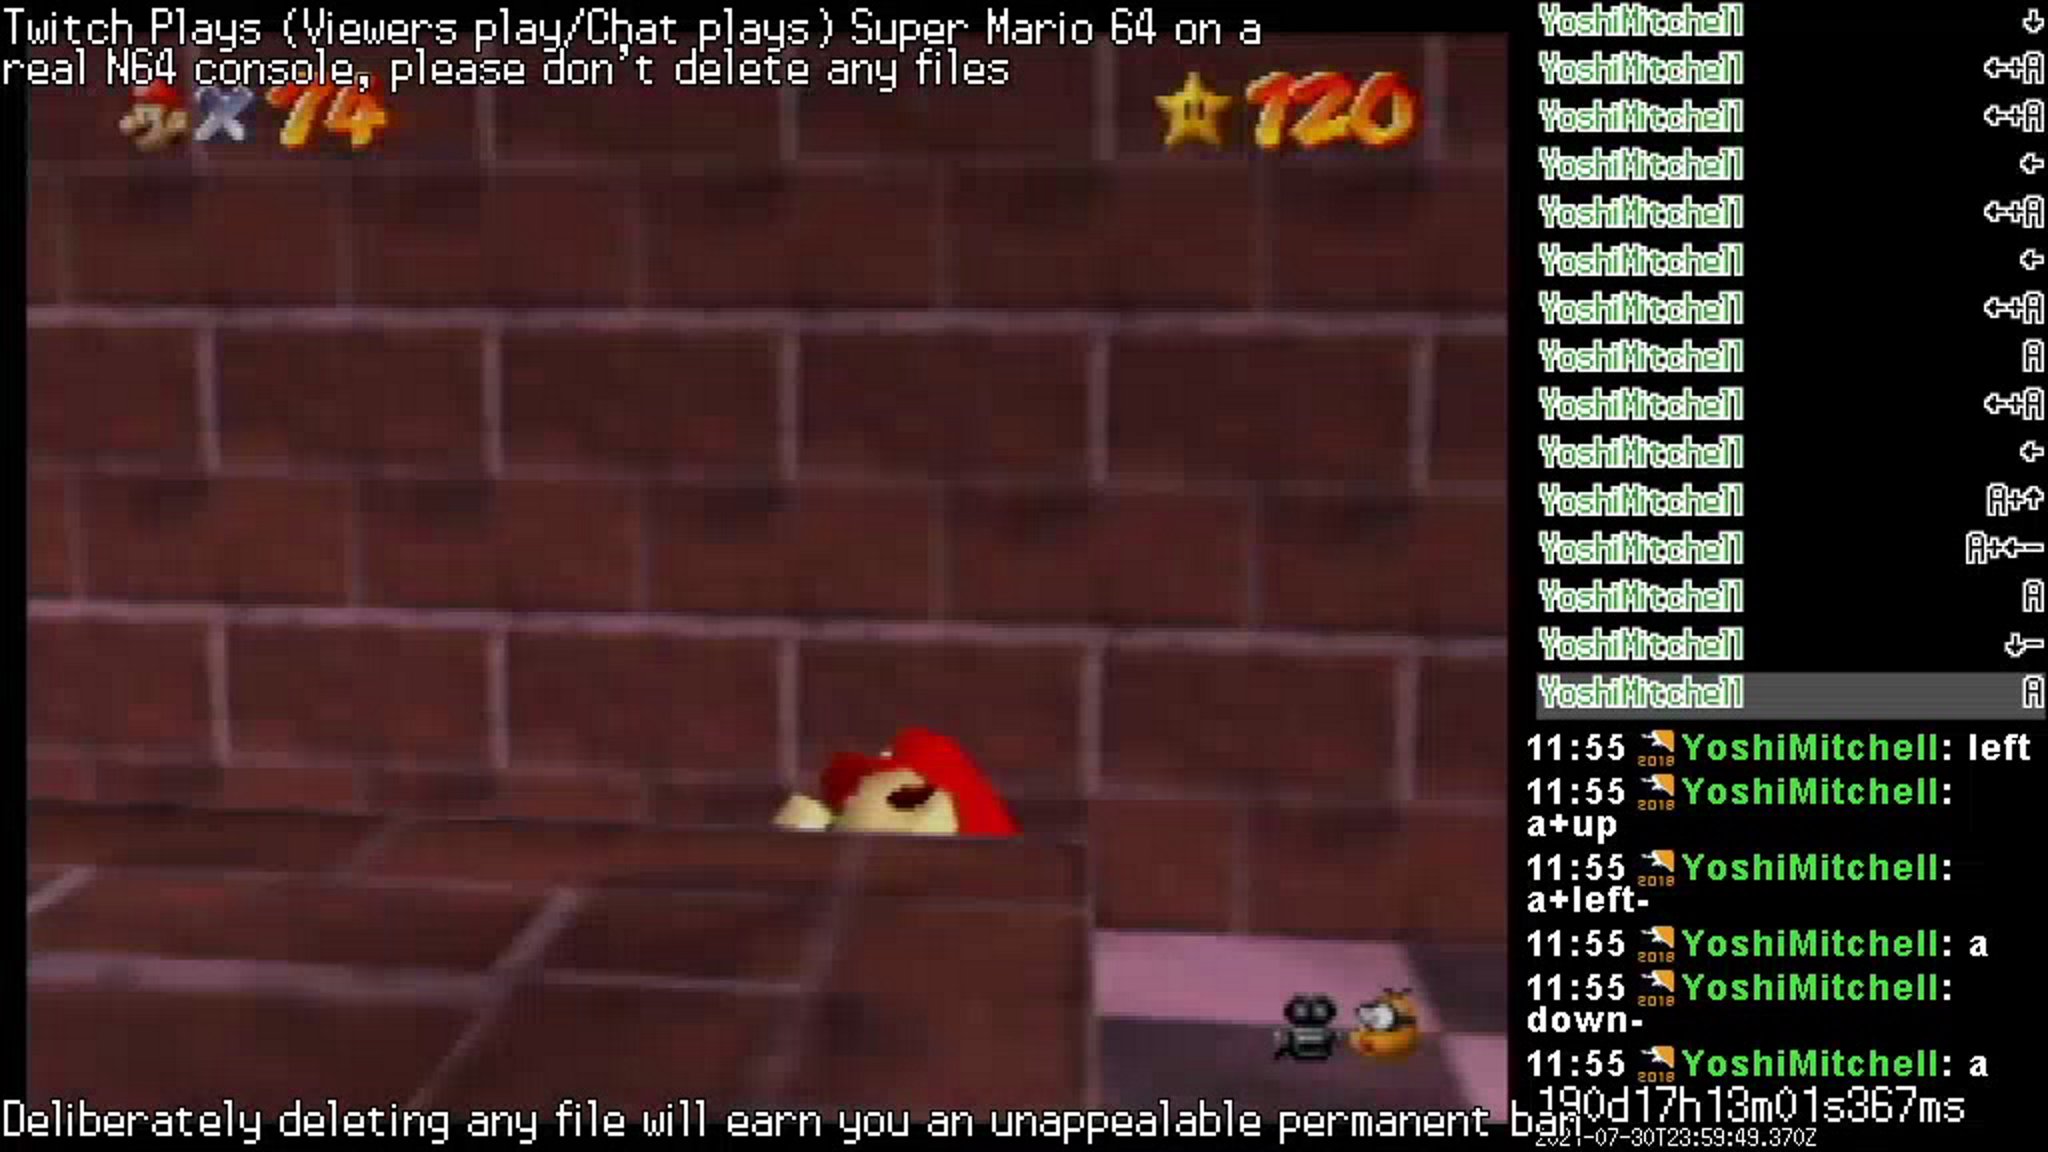 Twitch Plays (Viewers play/Chat plays) Super Mario 64 on a
real N64 console, please don't delete any files
x 74
120
YoshiMitchell ↓
YoshiMitchell ←+A
YoshiMitchell ←+A
YoshiMitchell ←
YoshiMitchell ←+A
YoshiMitchell ←
YoshiMitchell ←+A
YoshiMitchell A
YoshiMitchell ←+A
YoshiMitchell ←
YoshiMitchell A+↑
YoshiMitchell A+←-
YoshiMitchell A
YoshiMitchell ↓-
YoshiMitchell A
11:55 2018 YoshiMitchell: left
11:55 2018 YoshiMitchell:
a+up
11:55 2018 YoshiMitchell:
a+left-
11:55 2018 YoshiMitchell: a
11:55 2018 YoshiMitchell:
down-
11:55 2018 YoshiMitchell: a
190d17h13m01s367ms
Deliberately deleting any file will earn you an unappealable permanent ban
2021-07-30T23:59:49.370Z